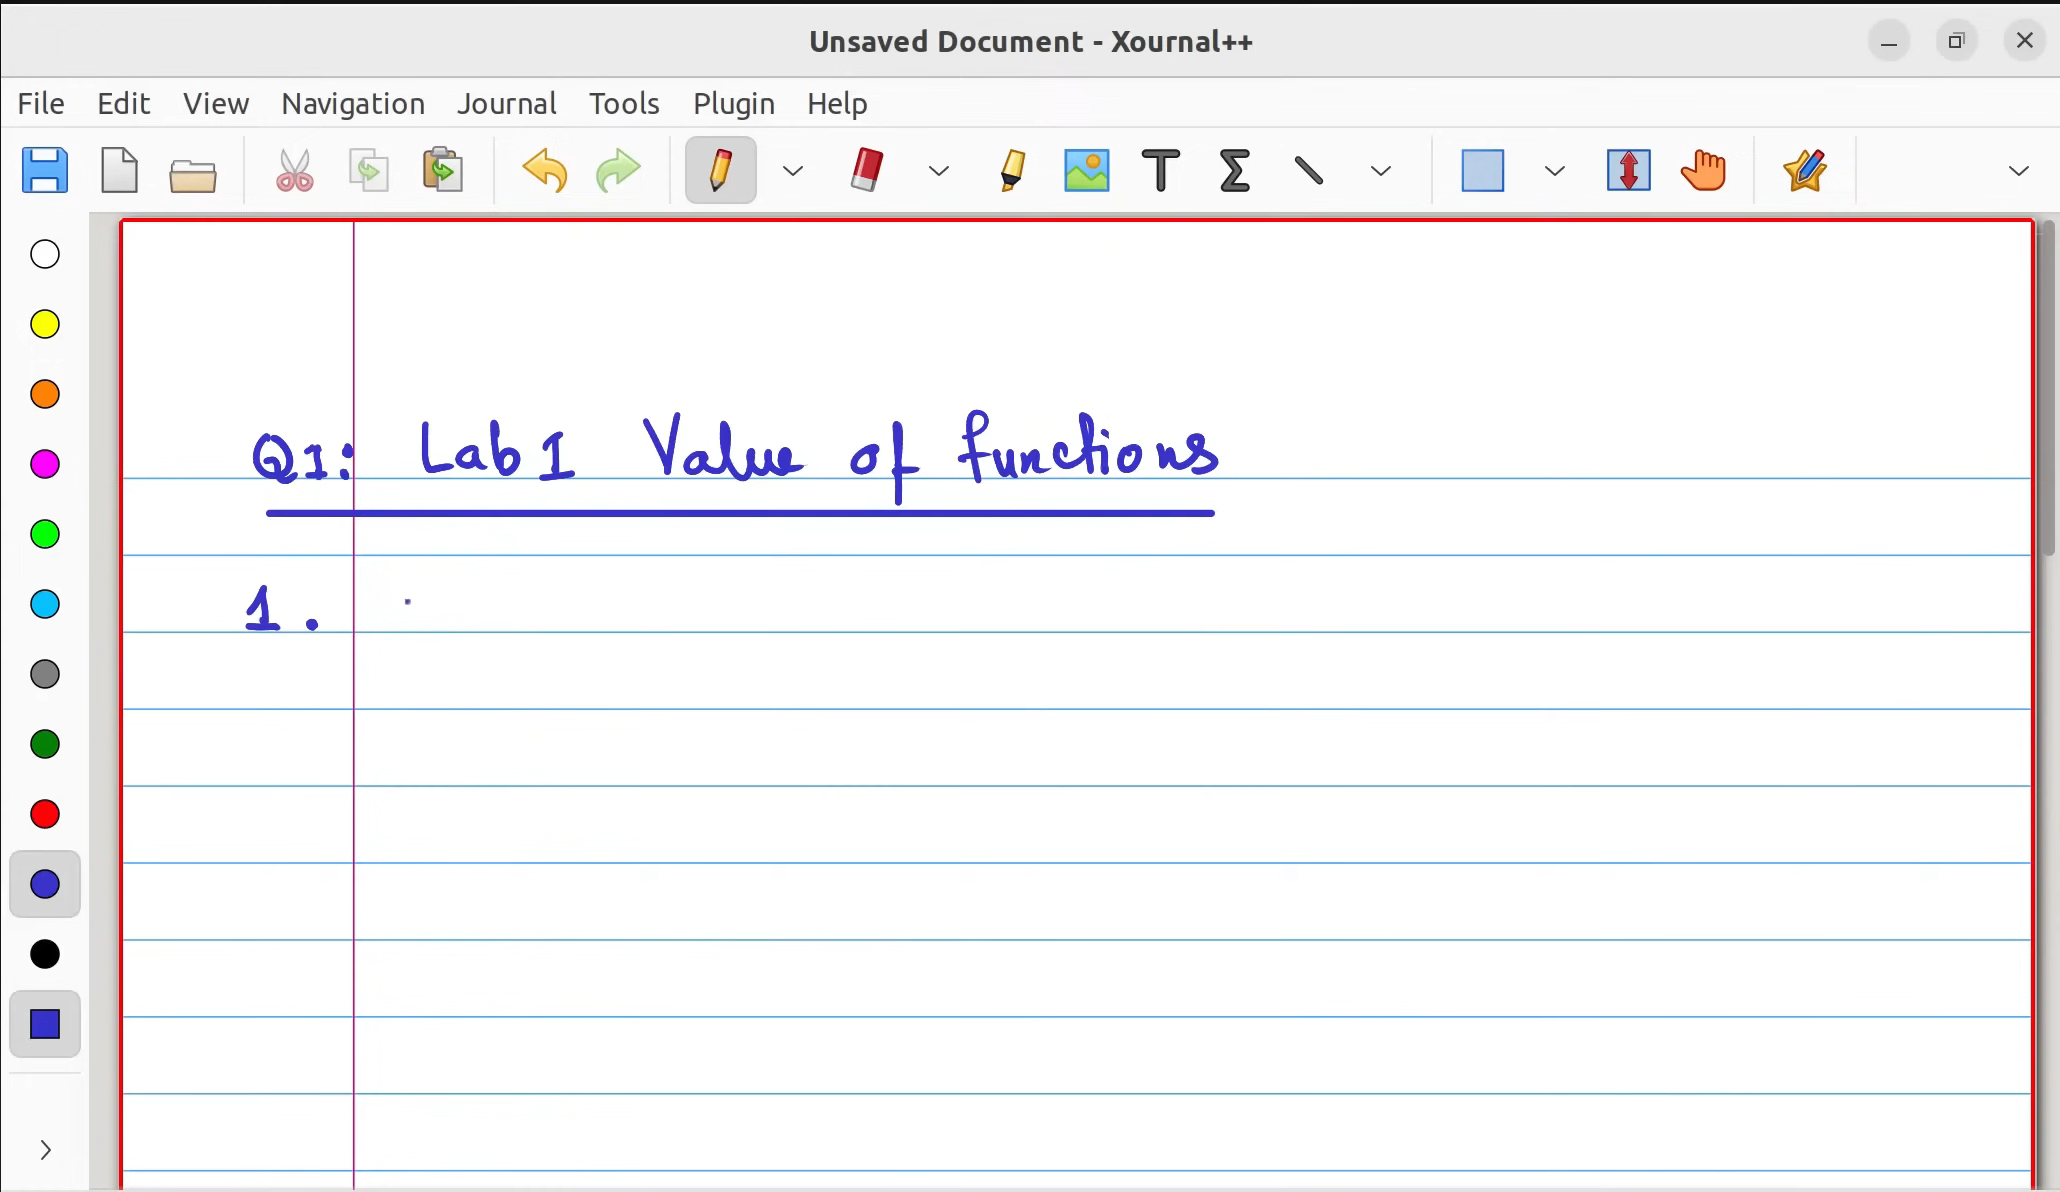 Unsaved Document - Xournal++
File Edit View Navigation Journal Tools Plugin Help
Q1: Lab 1 Value of functions
1.